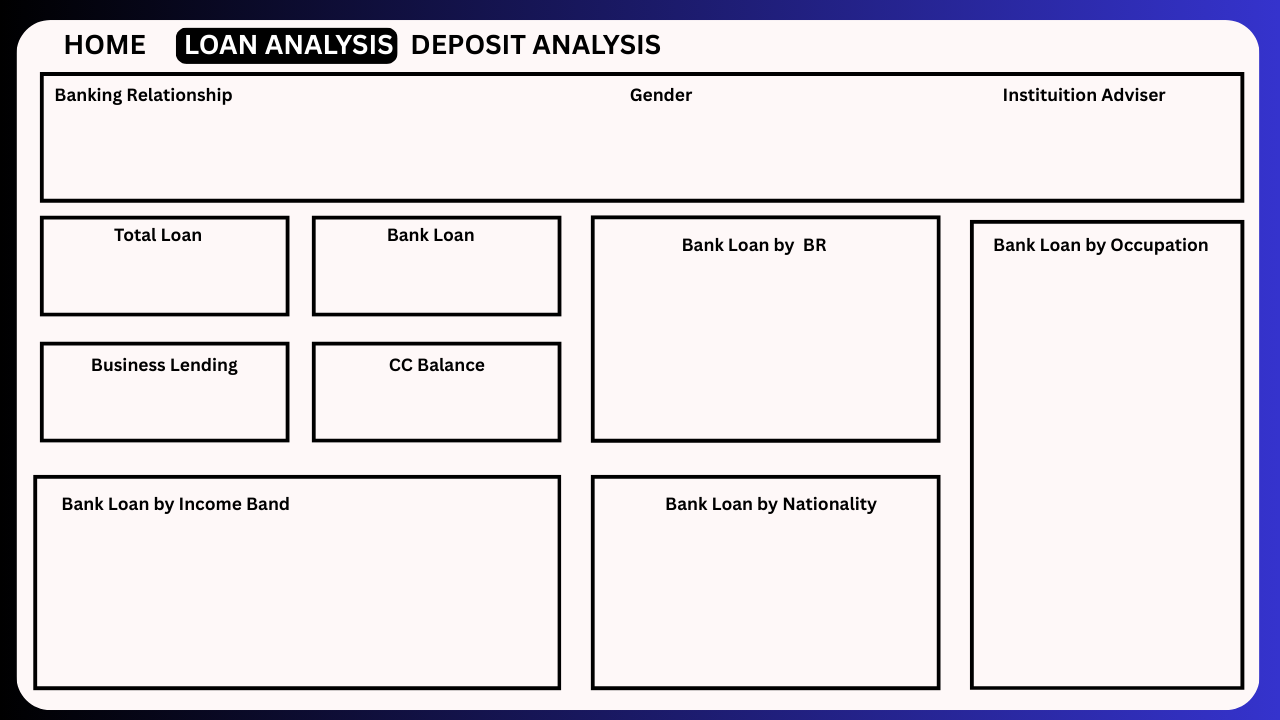 HOME LOAN ANALYSIS DEPOSIT ANALYSIS
Banking Relationship Gender Instituition Adviser
Total Loan Bank Loan
Bank Loan by BR Bank Loan by Occupation
Business Lending CC Balance
Bank Loan by Income Band Bank Loan by Nationality